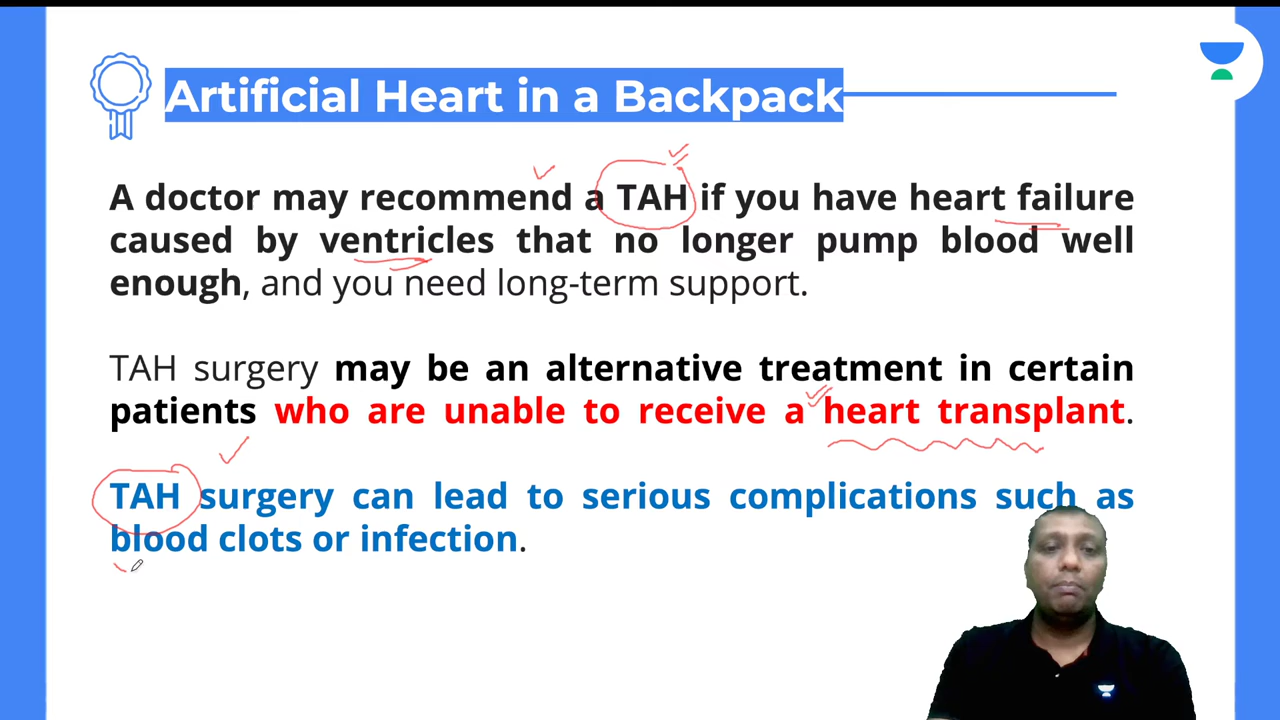 Artificial Heart in a Backpack
A doctor may recommend a TAH if you have heart failure
caused by ventricles that no longer pump blood well
enough, and you need long-term support.
TAH surgery may be an alternative treatment in certain
patients who are unable to receive a heart transplant.
TAH surgery can lead to serious complications such as
blood clots or infection.